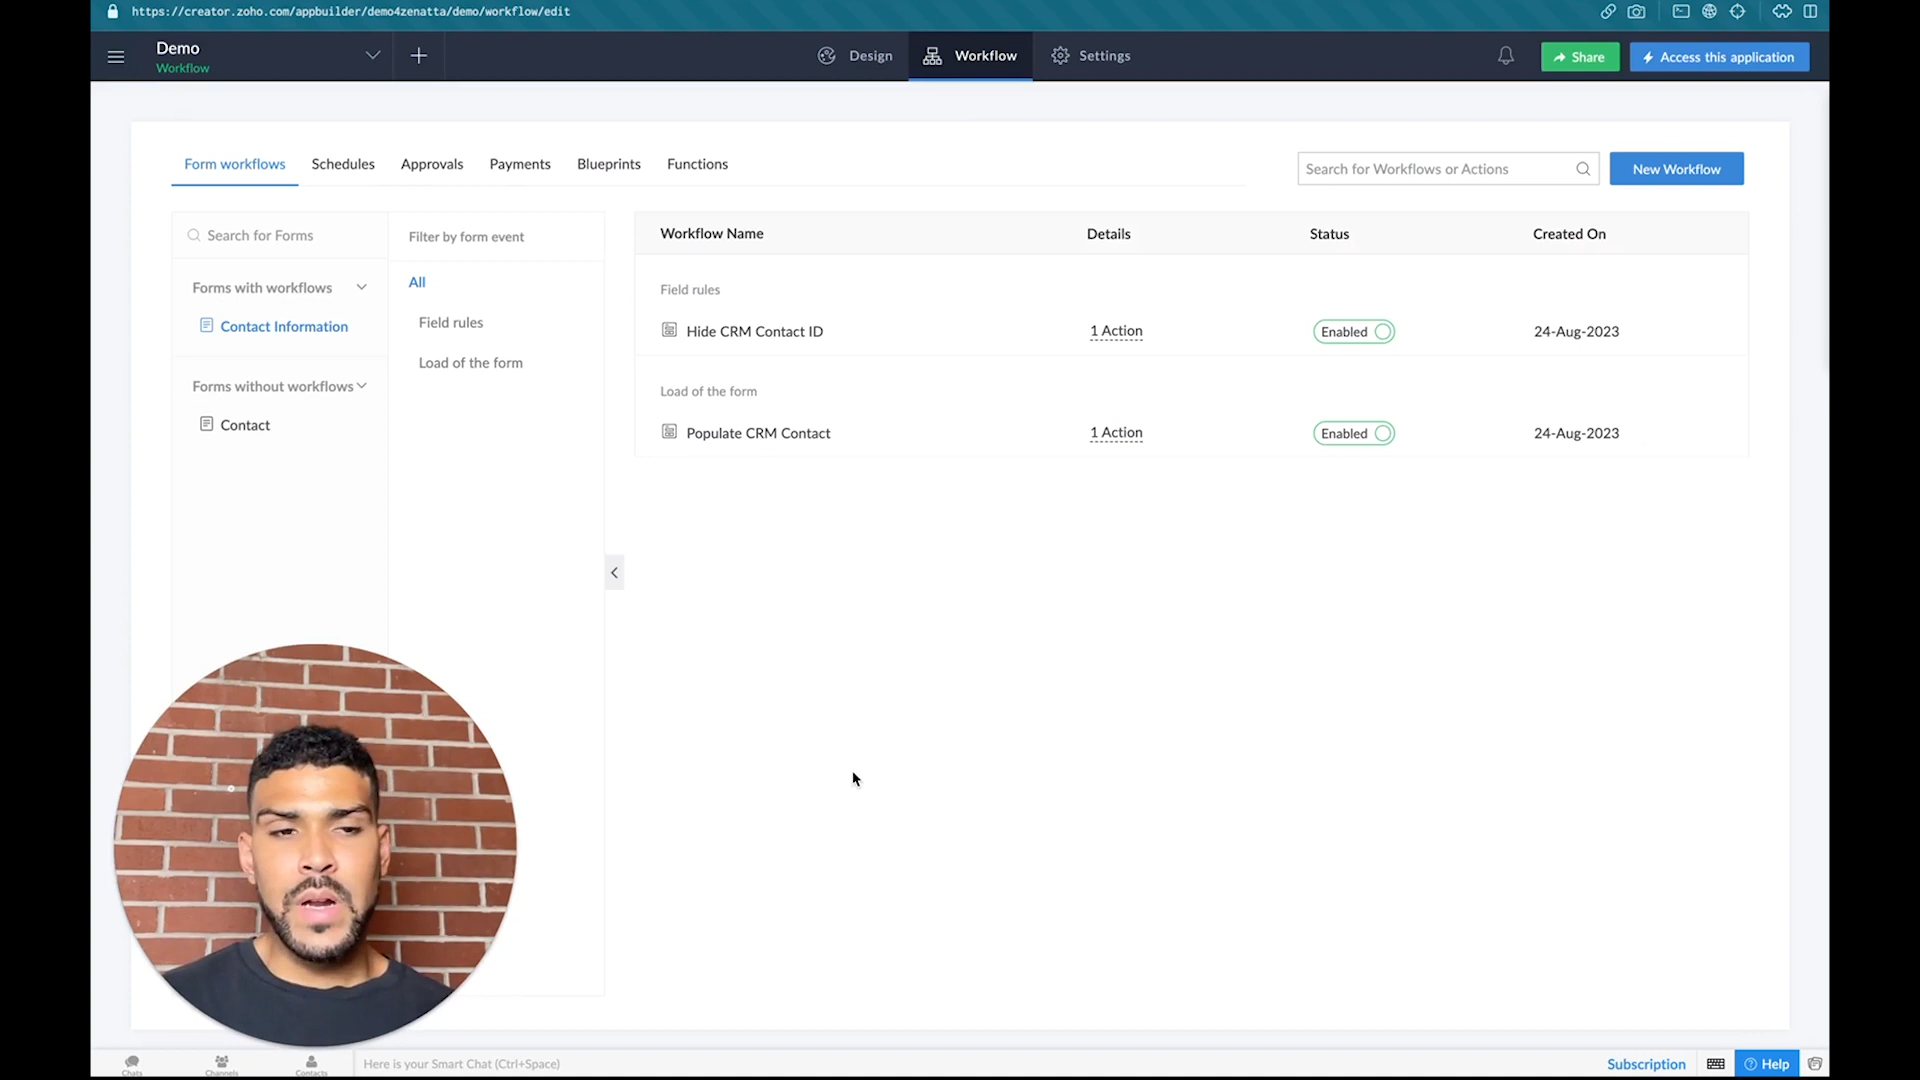 https://creator.zoho.com/appbuilder/demo4zenatta/demo/workflow/edit
Demo
Workflow
Design
Workflow
Settings
Share
Access this application
Form workflows
Schedules
Approvals
Payments
Blueprints
Functions
Search for Workflows or Actions
New Workflow
Search for Forms
Filter by form event
Workflow Name
Details
Status
Created On
Forms with workflows
All
Field rules
Contact Information
Field rules
Hide CRM Contact ID
1 Action
Enabled
24-Aug-2023
Load of the form
Forms without workflows
Load of the form
Contact
Populate CRM Contact
1 Action
Enabled
24-Aug-2023
Chats
Channels
Contacts
Here is your Smart Chat (Ctrl+Space)
Subscription
Help